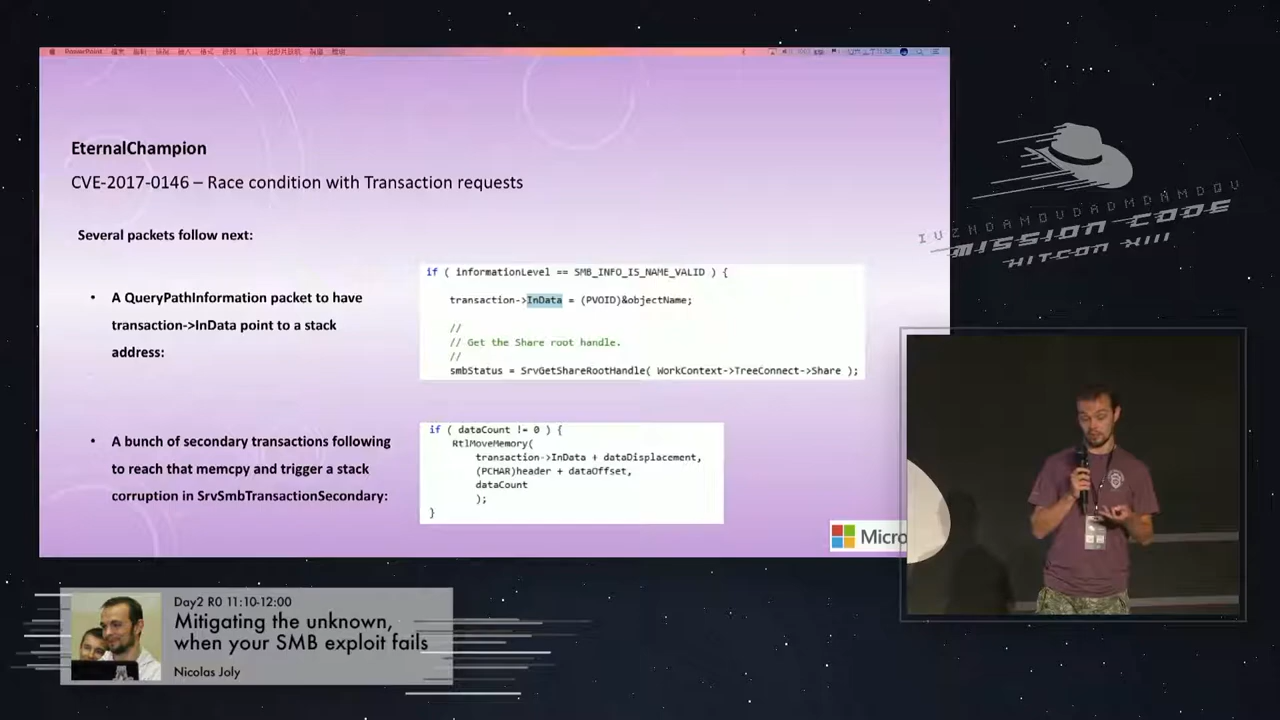 PowerPoint
EternalChampion
CVE-2017-0146 – Race condition with Transaction requests
Several packets follow next:
• A QueryPathInformation packet to have
transaction->InData point to a stack
address:
if ( informationLevel == SMB_INFO_IS_NAME_VALID ) {
transaction->InData = (PVOID)&objectName;
//
// Get the Share root handle.
//
smbStatus = SrvGetShareRootHandle( WorkContext->TreeConnect->Share );
• A bunch of secondary transactions following
to reach that memcpy and trigger a stack
corruption in SrvSmbTransactionSecondary:
if ( dataCount != 0 ) {
RtlMoveMemory(
transaction->InData + dataDisplacement,
(PCHAR)header + dataOffset,
dataCount
);
}
Micro
MISSION CODE
HITCON XIII
Day2 R0 11:10-12:00
Mitigating the unknown,
when your SMB exploit fails
Nicolas Joly